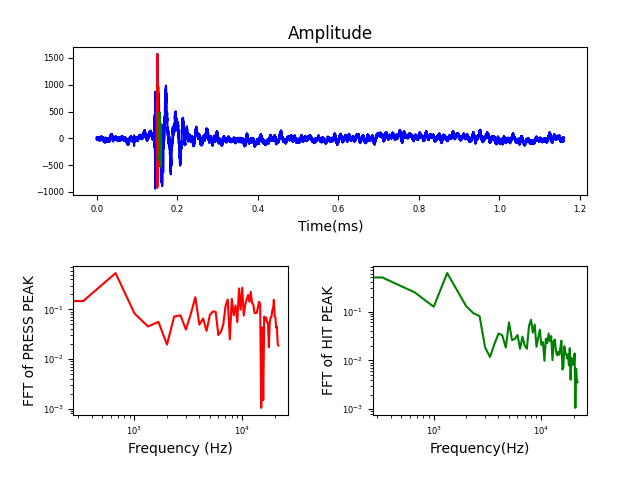 Amplitude
1500
1000
500
0
−500
−1000
0.0 0.2 0.4 0.6 0.8 1.0 1.2
Time(ms)
FFT of PRESS PEAK
10⁻¹
10⁻²
10⁻³
10³ 10⁴
Frequency (Hz)
FFT of HIT PEAK
10⁻¹
10⁻²
10⁻³
10³ 10⁴
Frequency(Hz)